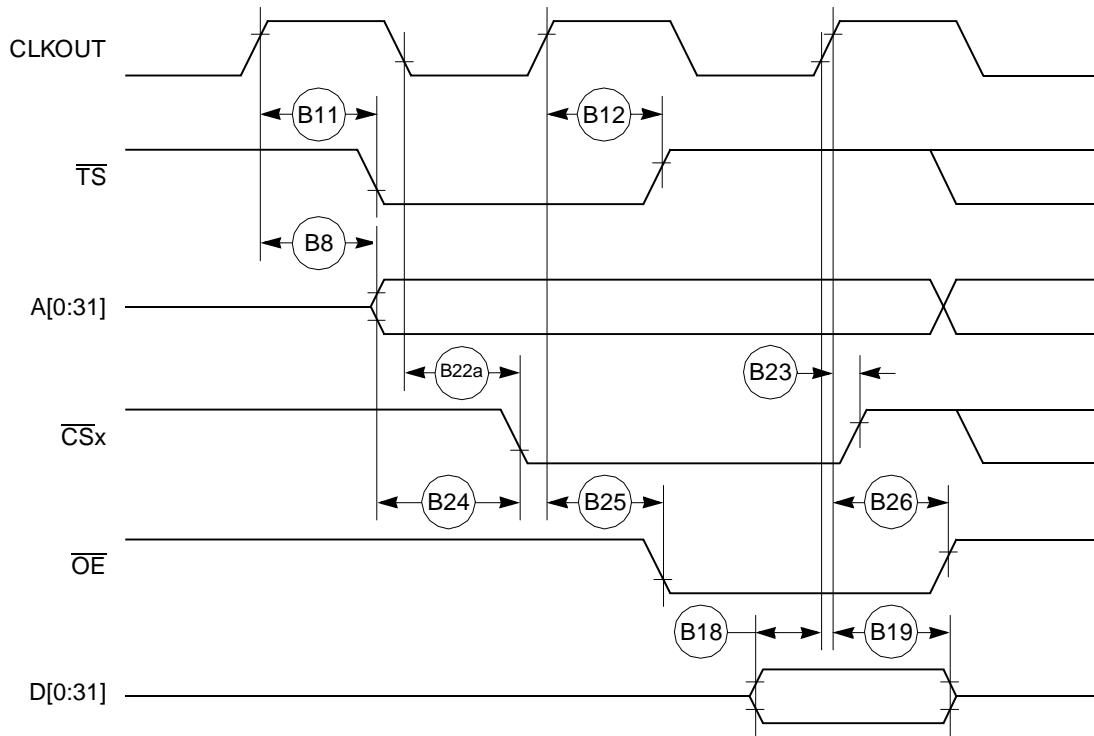 CLKOUT
B11
B12
TS
B8
A[0:31]
B22a
B23
CSx
B24
B25
B26
OE
B18
B19
D[0:31]